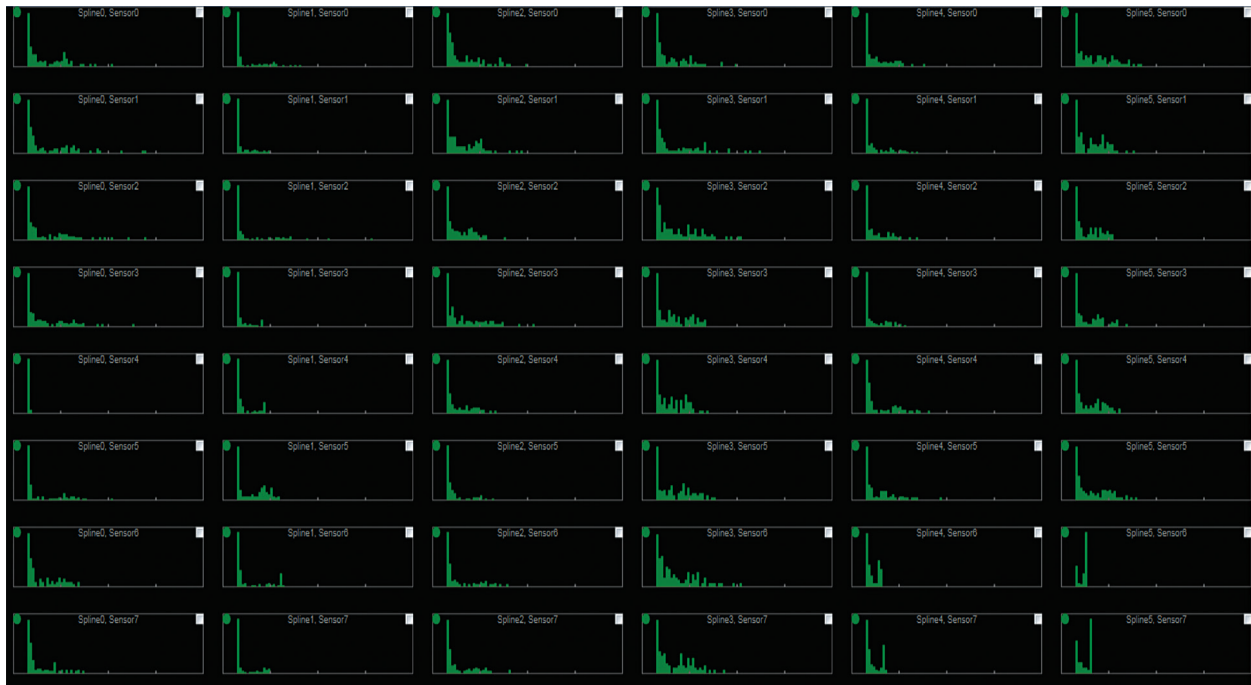 Spline0, Sensor0
Spline1, Sensor0
Spline2, Sensor0
Spline3, Sensor0
Spline4, Sensor0
Spline5, Sensor0
Spline0, Sensor1
Spline1, Sensor1
Spline2, Sensor1
Spline3, Sensor1
Spline4, Sensor1
Spline5, Sensor1
Spline0, Sensor2
Spline1, Sensor2
Spline2, Sensor2
Spline3, Sensor2
Spline4, Sensor2
Spline5, Sensor2
Spline0, Sensor3
Spline1, Sensor3
Spline2, Sensor3
Spline3, Sensor3
Spline4, Sensor3
Spline5, Sensor3
Spline0, Sensor4
Spline1, Sensor4
Spline2, Sensor4
Spline3, Sensor4
Spline4, Sensor4
Spline5, Sensor4
Spline0, Sensor5
Spline1, Sensor5
Spline2, Sensor5
Spline3, Sensor5
Spline4, Sensor5
Spline5, Sensor5
Spline0, Sensor6
Spline1, Sensor6
Spline2, Sensor6
Spline3, Sensor6
Spline4, Sensor6
Spline5, Sensor6
Spline0, Sensor7
Spline1, Sensor7
Spline2, Sensor7
Spline3, Sensor7
Spline4, Sensor7
Spline5, Sensor7